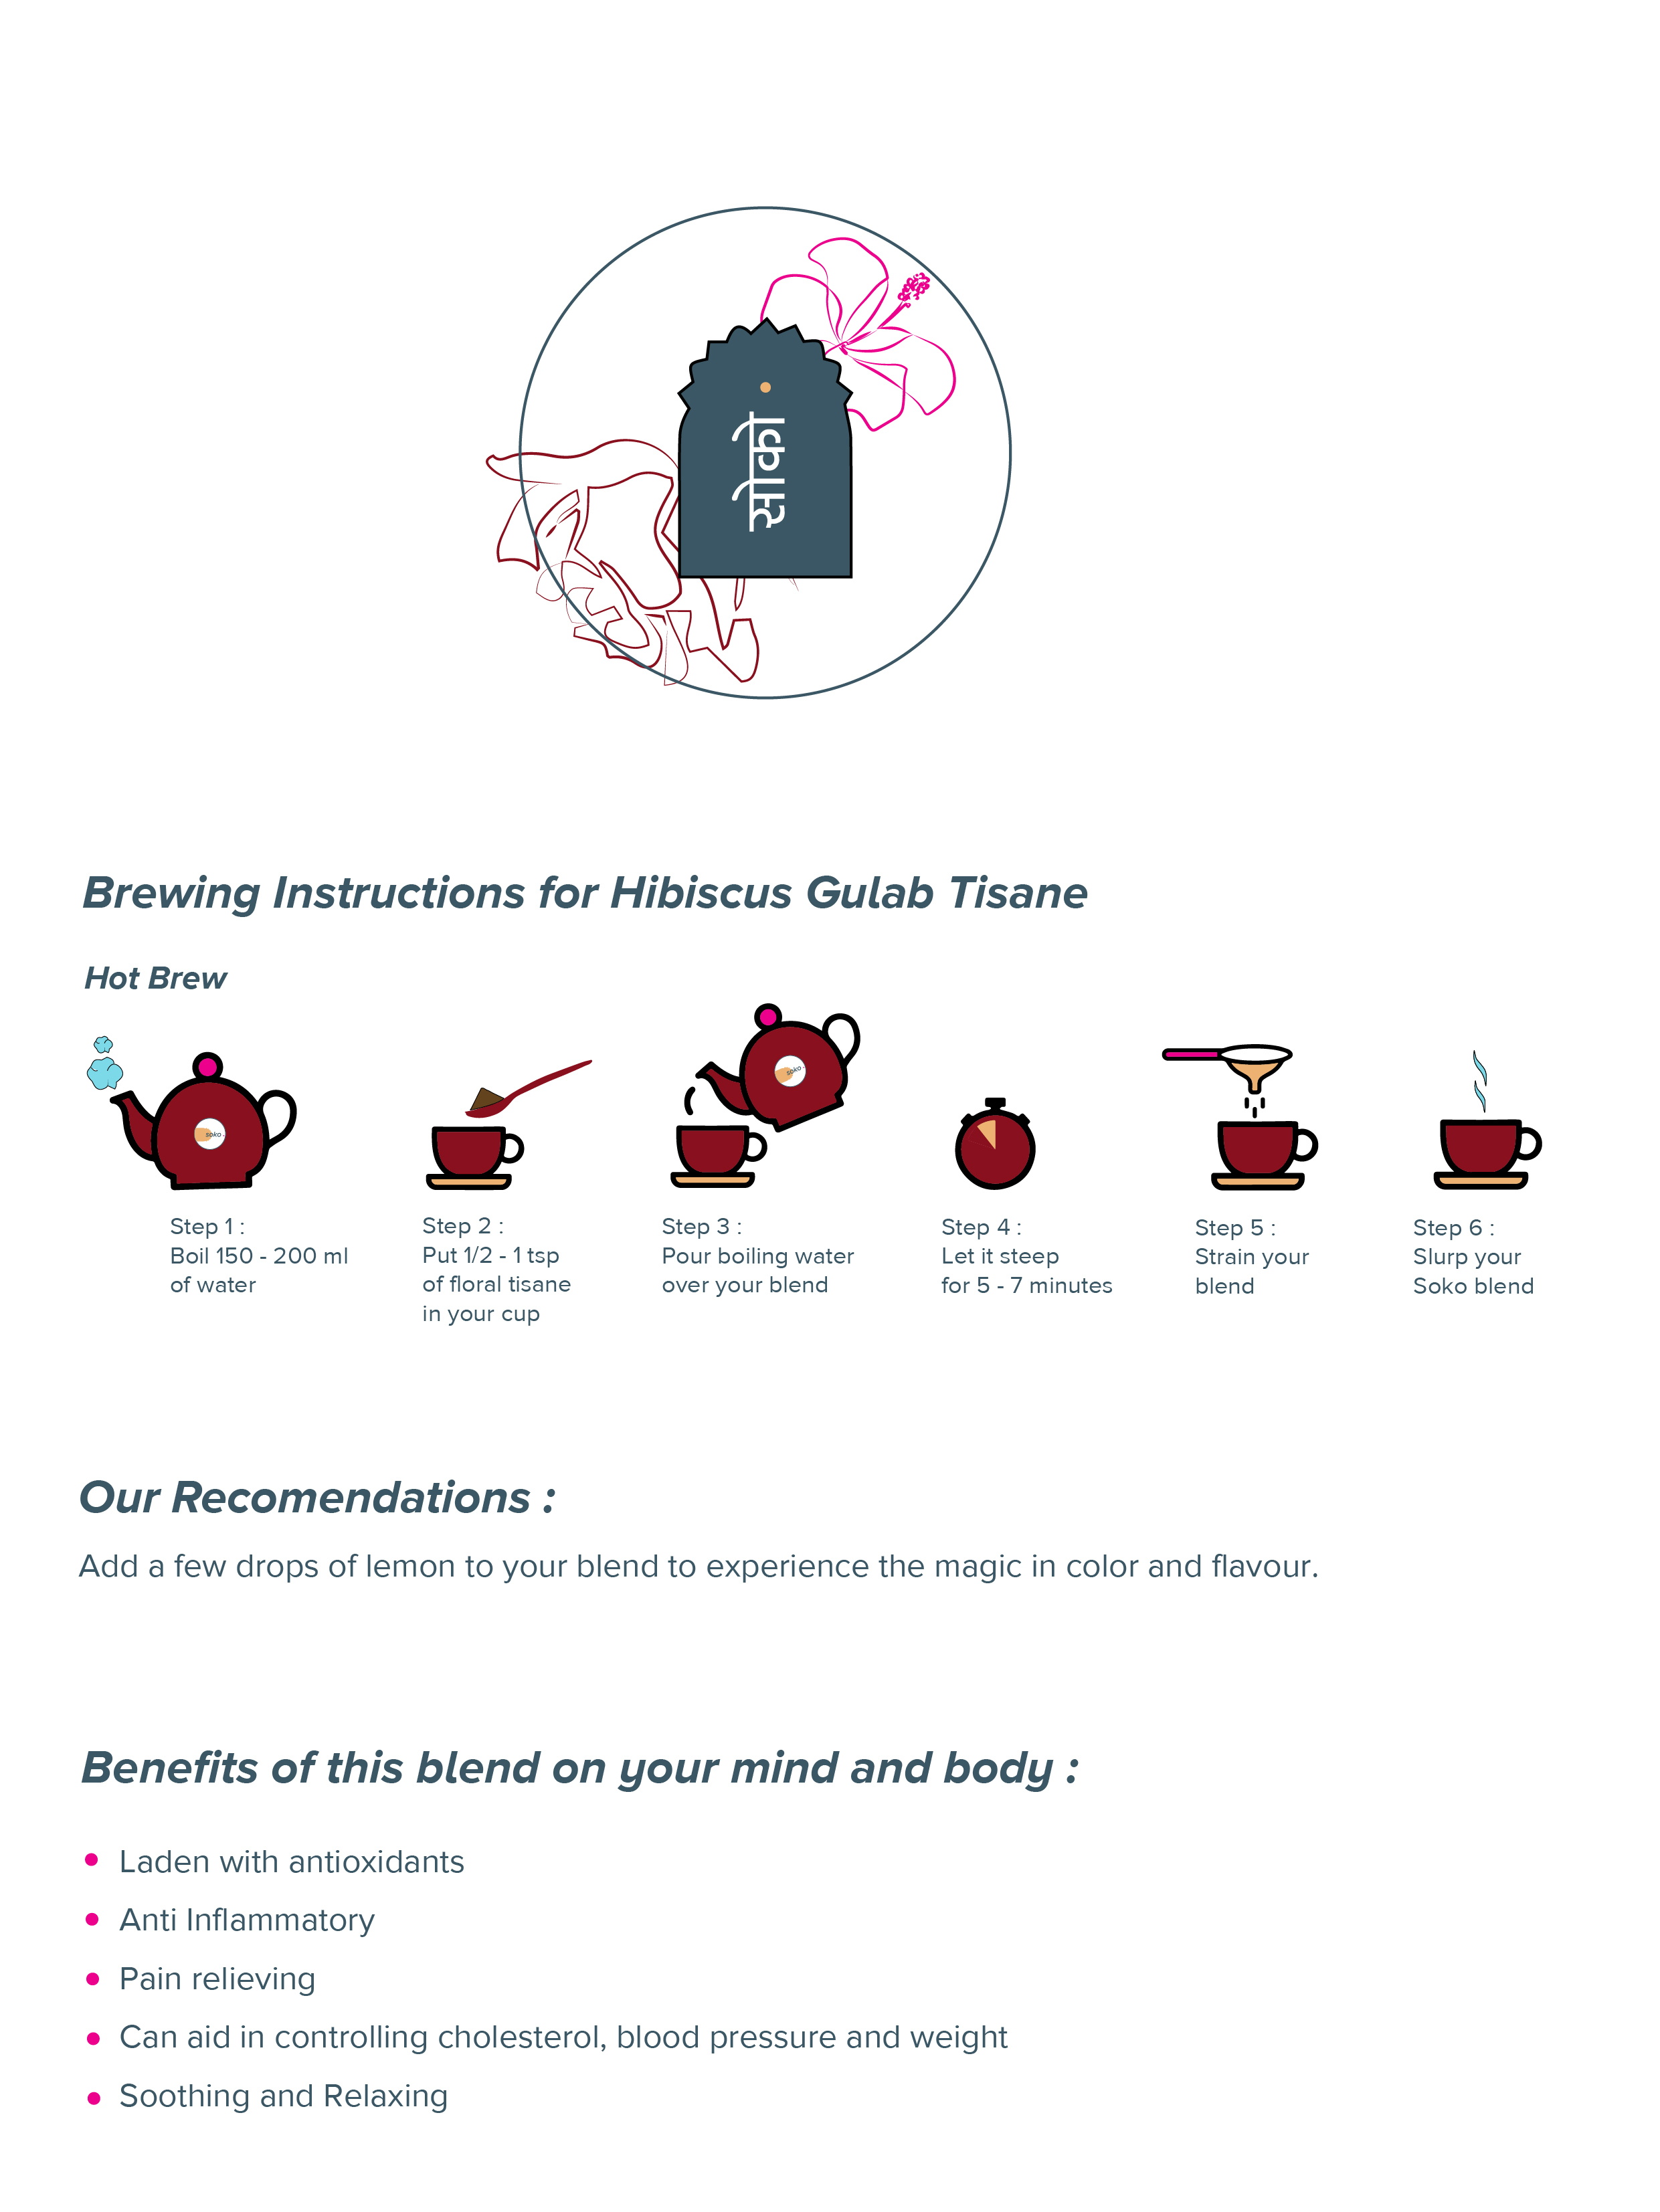 सोको
Brewing Instructions for Hibiscus Gulab Tisane
Hot Brew
soko.
soko.
Step 1 :
Boil 150 - 200 ml
of water
Step 2 :
Put 1/2 - 1 tsp
of floral tisane
in your cup
Step 3 :
Pour boiling water
over your blend
Step 4 :
Let it steep
for 5 - 7 minutes
Step 5 :
Strain your
blend
Step 6 :
Slurp your
Soko blend
Our Recomendations :
Add a few drops of lemon to your blend to experience the magic in color and flavour.
Benefits of this blend on your mind and body :
Laden with antioxidants
Anti Inflammatory
Pain relieving
Can aid in controlling cholesterol, blood pressure and weight
Soothing and Relaxing